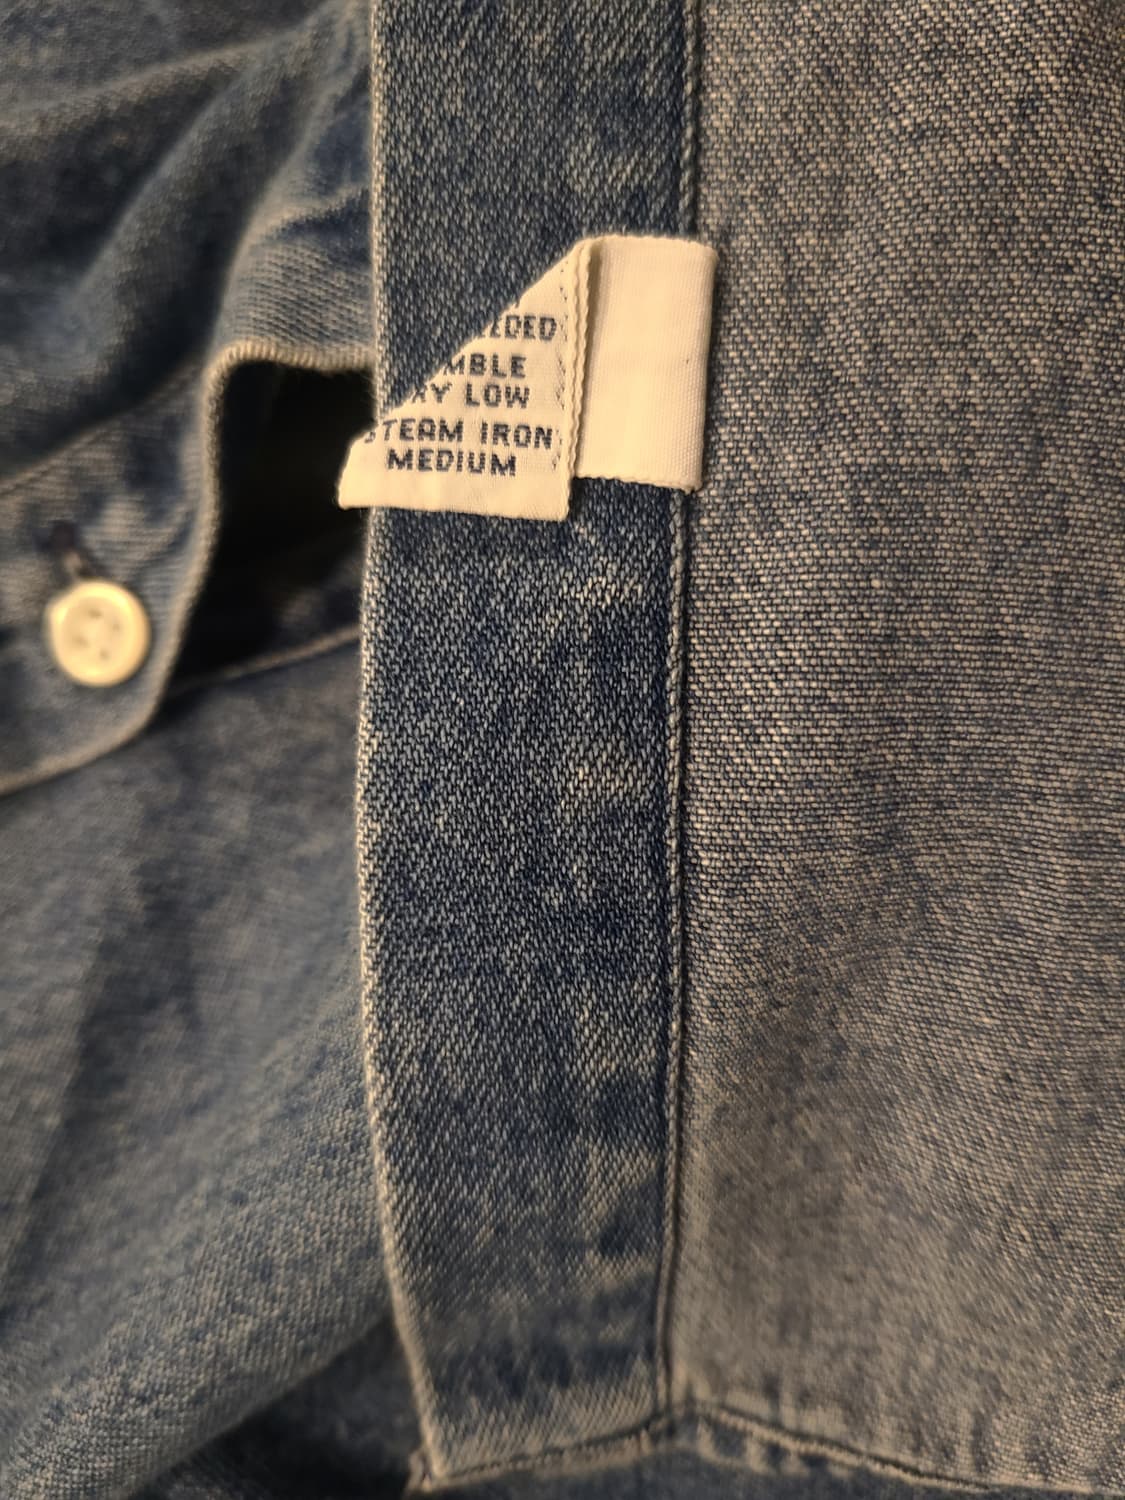 EDED
MBLE
RY LOW
STEAM IRON
MEDIUM